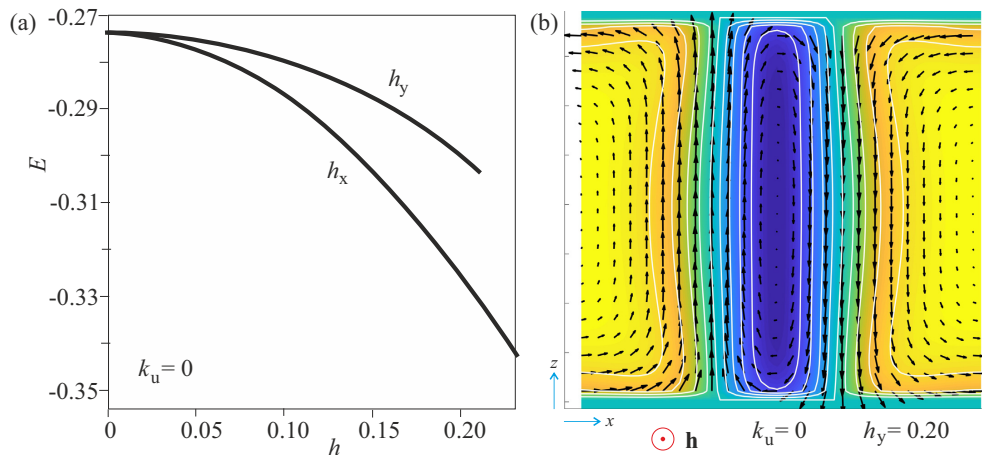 (a)
-0.27
-0.29
-0.31
-0.33
-0.35
E
h_y
h_x
k_u = 0
0
0.05
0.10
0.15
0.20
h
(b)
z
x
h
k_u = 0
h_y = 0.20